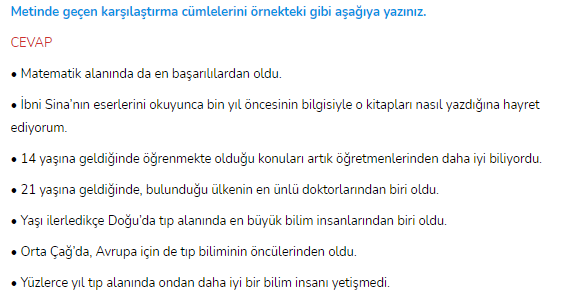 Metinde geçen karşılaştırma cümlelerini örnekteki gibi aşağıya yazınız.
CEVAP
● Matematik alanında da en başarılılardan oldu.
● İbni Sina’nın eserlerini okuyunca bin yıl öncesinin bilgisiyle o kitapları nasıl yazdığına hayret
ediyorum.
● 14 yaşına geldiğinde öğrenmekte olduğu konuları artık öğretmenlerinden daha iyi biliyordu.
● 21 yaşına geldiğinde, bulunduğu ülkenin en ünlü doktorlarından biri oldu.
● Yaşı ilerledikçe Doğu’da tıp alanında en büyük bilim insanlarından biri oldu.
● Orta Çağ’da, Avrupa için de tıp biliminin öncülerinden oldu.
● Yüzlerce yıl tıp alanında ondan daha iyi bir bilim insanı yetişmedi.